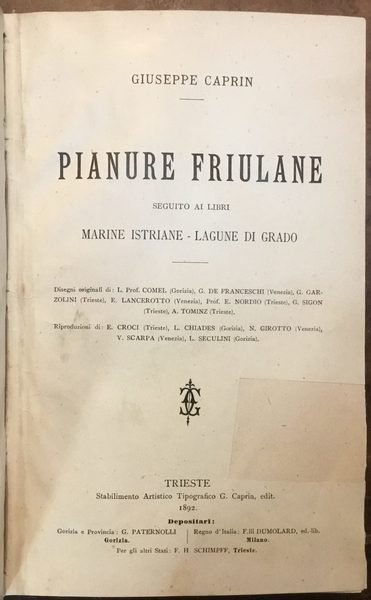 GIUSEPPE CAPRIN
PIANURE FRIULANE
SEGUITO AI LIBRI
MARINE ISTRIANE - LAGUNE DI GRADO
Disegni originali di: L. Prof. COMEL (Gorizia), G. DE FRANCESCHI (Venezia), G. GAR-
ZOLINI (Trieste), E. LANCEROTTO (Venezia), Prof. E. NORDIO (Trieste), G. SIGON
(Trieste), A. TOMINZ (Trieste).
Riproduzioni di: E. CROCI (Trieste), L. CHIADES (Gorizia), N. GIROTTO (Venezia),
V. SCARPA (Venezia), L. SECULINI (Gorizia).
TRIESTE
Stabilimento Artistico Tipografico G. Caprin, edit.
1892.
Depositari:
Gorizia e Provincia: G. PATERNOLLI
Gorizia.
Regno d'Italia: F.lli DUMOLARD, ed.-lib.
Milano.
Per gli altri Stati: F. H. SCHIMPFF, Trieste.